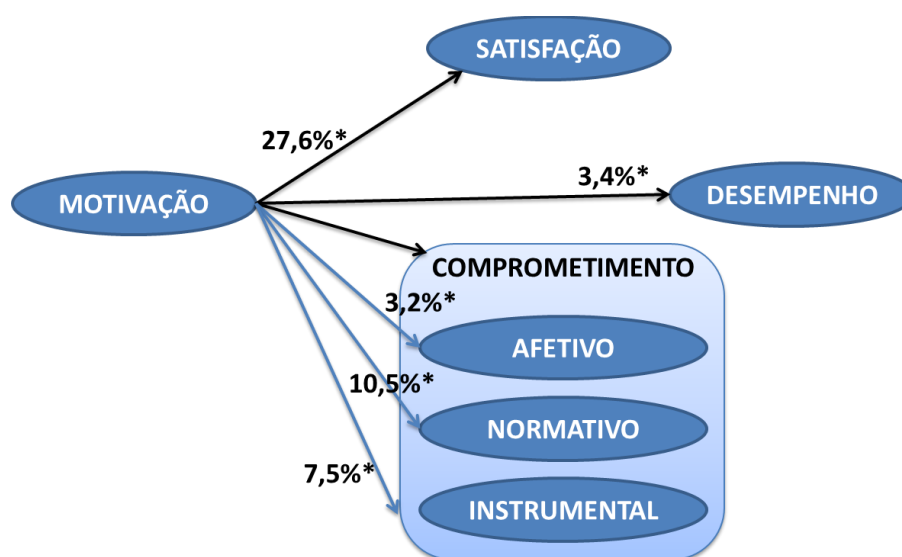 SATISFAÇÃO
27,6%*
3,4%*
MOTIVAÇÃO
DESEMPENHO
COMPROMETIMENTO
3,2%*
AFETIVO
10,5%*
NORMATIVO
7,5%*
INSTRUMENTAL